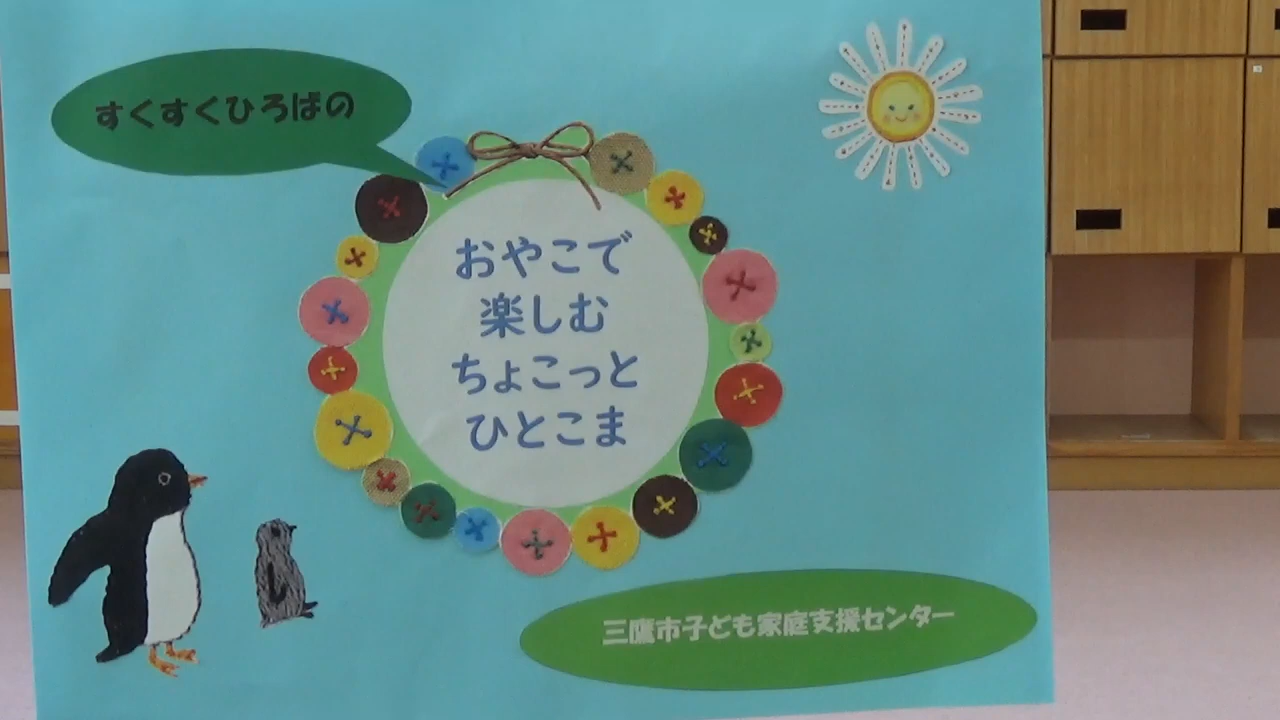 すくすくひろばの
おやこで
楽しむ
ちょこっと
ひとこま
三鷹市子ども家庭支援センター